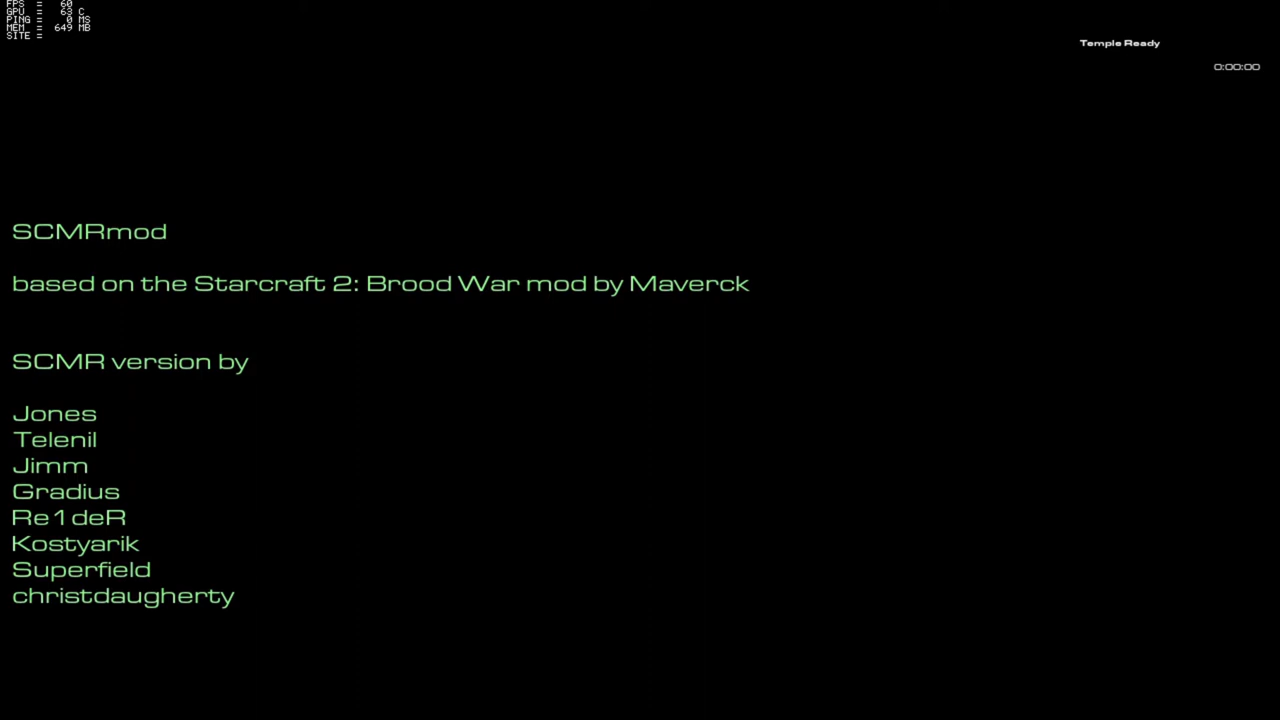 FPS = 60
GPU = 63 C
PING = 0 MS
MEM = 649 MB
SITE =
Temple Ready
0:00:00
SCMRmod
based on the Starcraft 2: Brood War mod by Maverck
SCMR version by
Jones
Telenil
Jimm
Gradius
Re1deR
Kostyarik
Superfield
christdaugherty